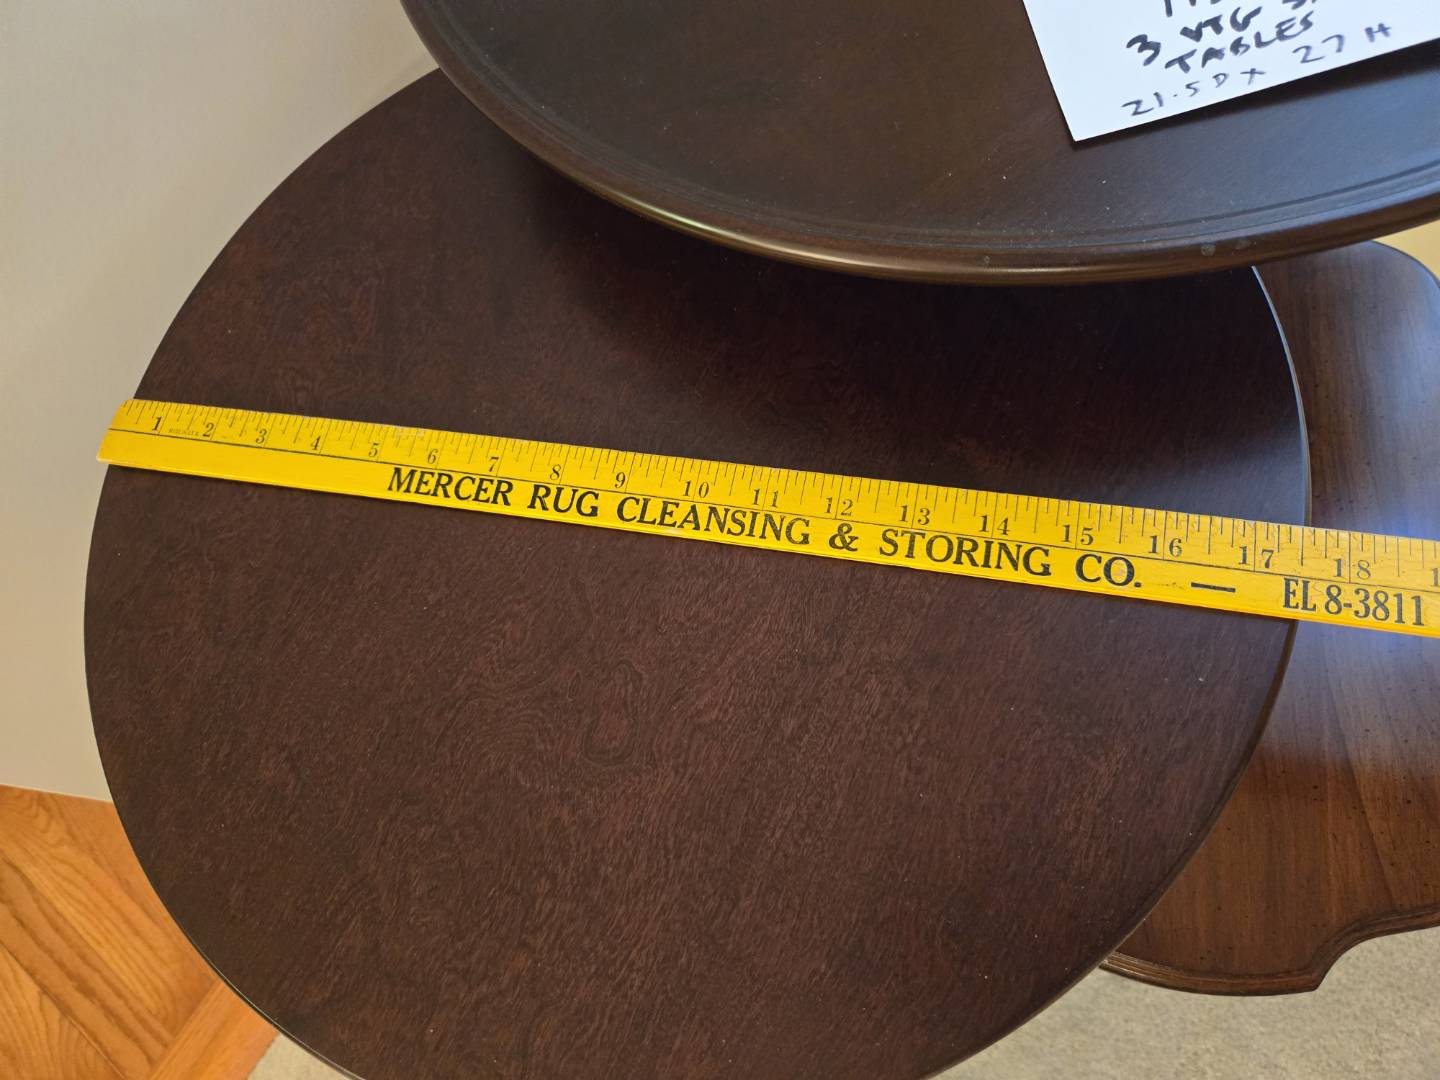 3 VTG
TABLES
21.5 D X 27 H
1 2 3 4 5 6 7 8 9 10 11 12 13 14 15 16 17 18
MERCER RUG CLEANSING & STORING CO. — EL 8-3811